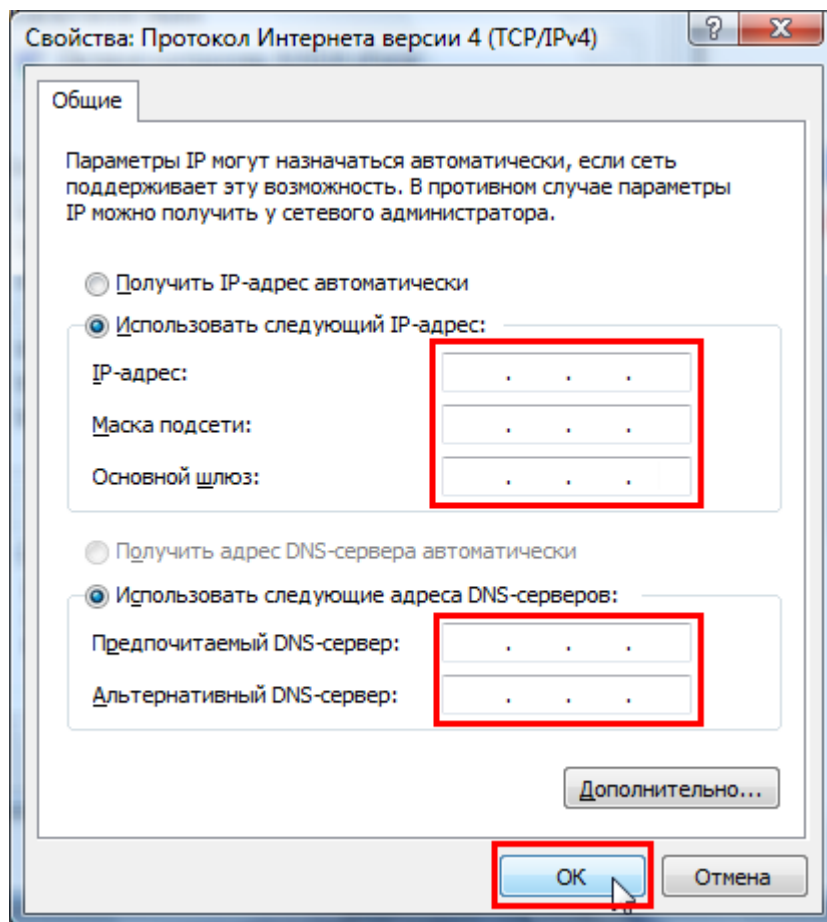 Свойства: Протокол Интернета версии 4 (TCP/IPv4)
Общие
Параметры IP могут назначаться автоматически, если сеть
поддерживает эту возможность. В противном случае параметры
IP можно получить у сетевого администратора.
Получить IP-адрес автоматически
Использовать следующий IP-адрес:
IP-адрес: . . .
Маска подсети: . . .
Основной шлюз: . . .
Получить адрес DNS-сервера автоматически
Использовать следующие адреса DNS-серверов:
Предпочитаемый DNS-сервер: . . .
Альтернативный DNS-сервер: . . .
Дополнительно...
ОК Отмена